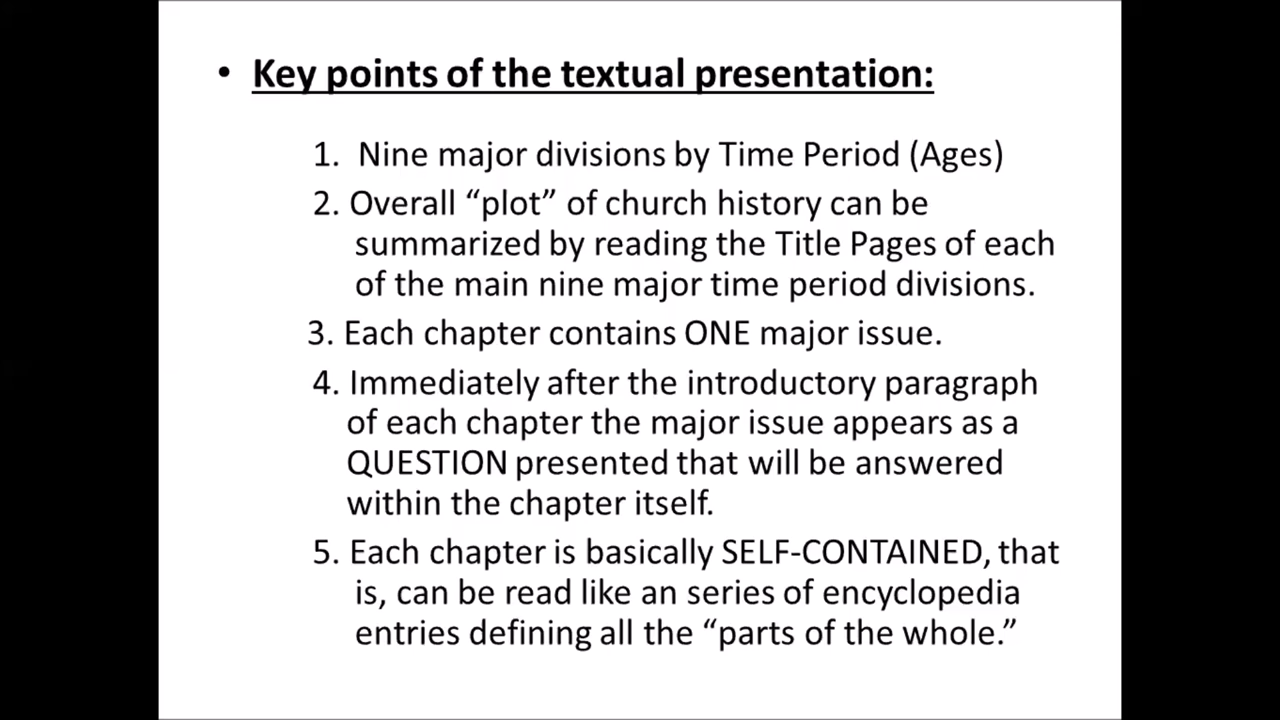 • Key points of the textual presentation:
1. Nine major divisions by Time Period (Ages)
2. Overall “plot” of church history can be
summarized by reading the Title Pages of each
of the main nine major time period divisions.
3. Each chapter contains ONE major issue.
4. Immediately after the introductory paragraph
of each chapter the major issue appears as a
QUESTION presented that will be answered
within the chapter itself.
5. Each chapter is basically SELF-CONTAINED, that
is, can be read like an series of encyclopedia
entries defining all the “parts of the whole.”